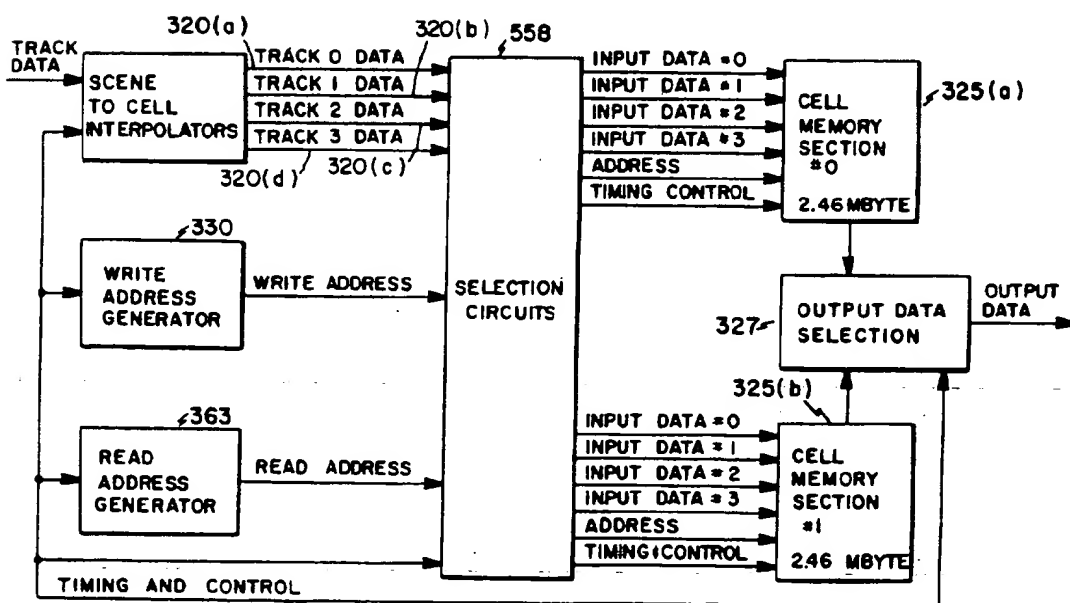 320(a)
320(b)
558
TRACK
DATA
SCENE
TO CELL
INTERPOLATORS
TRACK 0 DATA
TRACK 1 DATA
TRACK 2 DATA
TRACK 3 DATA
320(d)
320(c)
INPUT DATA #0
INPUT DATA #1
INPUT DATA #2
INPUT DATA #3
ADDRESS
TIMING CONTROL
CELL
MEMORY
SECTION
#0
2.46 MBYTE
325(a)
330
WRITE
ADDRESS
GENERATOR
WRITE ADDRESS
SELECTION
CIRCUITS
327
OUTPUT DATA
SELECTION
OUTPUT
DATA
325(b)
363
READ
ADDRESS
GENERATOR
READ ADDRESS
INPUT DATA #0
INPUT DATA #1
INPUT DATA #2
INPUT DATA #3
ADDRESS
TIMING & CONTROL
CELL
MEMORY
SECTION
#1
2.46 MBYTE
TIMING AND CONTROL